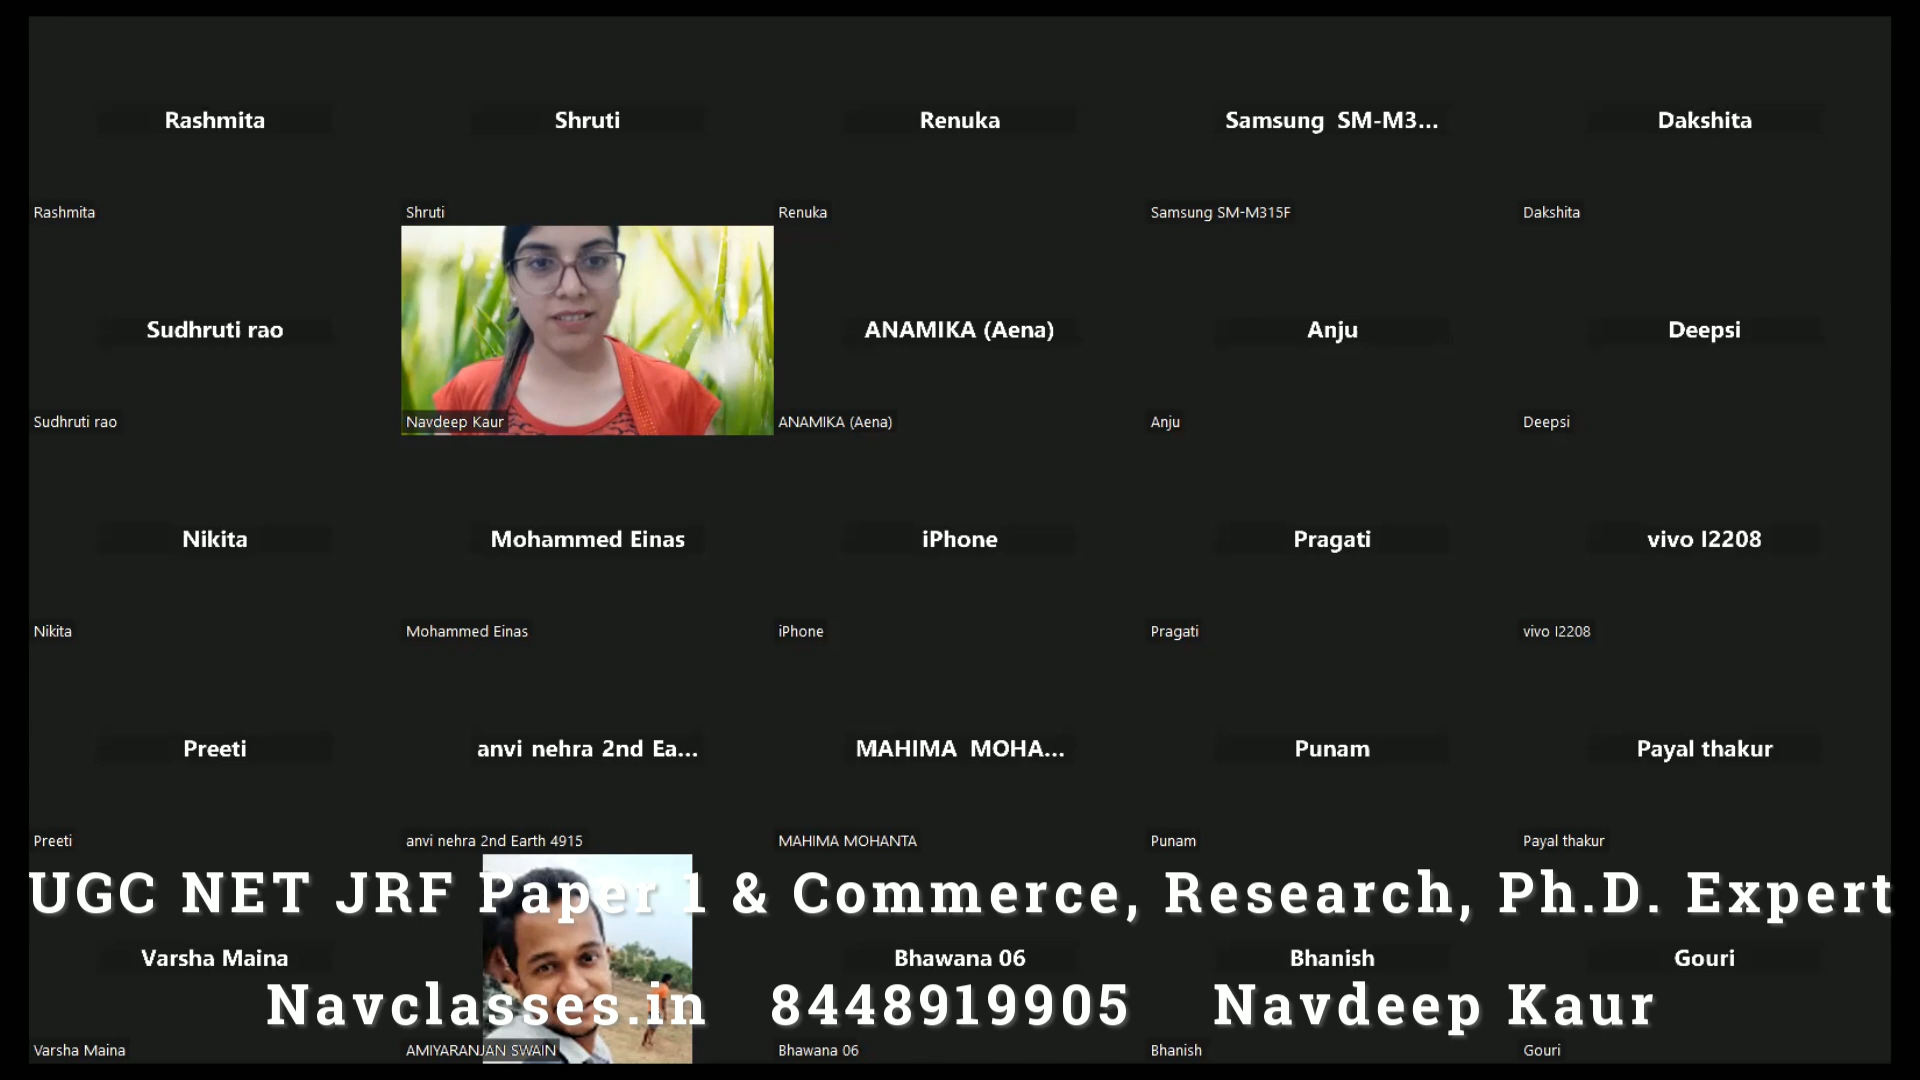 Rashmita Shruti Renuka Samsung SM-M3... Dakshita
Rashmita Shruti Renuka Samsung SM-M315F Dakshita
Sudhruti rao ANAMIKA (Aena) Anju Deepsi
Sudhruti rao Navdeep Kaur ANAMIKA (Aena) Anju Deepsi
Nikita Mohammed Einas iPhone Pragati vivo I2208
Nikita Mohammed Einas iPhone Pragati vivo I2208
Preeti anvi nehra 2nd Ea... MAHIMA MOHA... Punam Payal thakur
Preeti anvi nehra 2nd Earth 4915 MAHIMA MOHANTA Punam Payal thakur
UGC NET JRF Paper 1 & Commerce, Research, Ph.D. Expert
Varsha Maina Bhawana 06 Bhanish Gouri
Navclasses.in 8448919905 Navdeep Kaur
Varsha Maina AMIYARANJAN SWAIN Bhawana 06 Bhanish Gouri